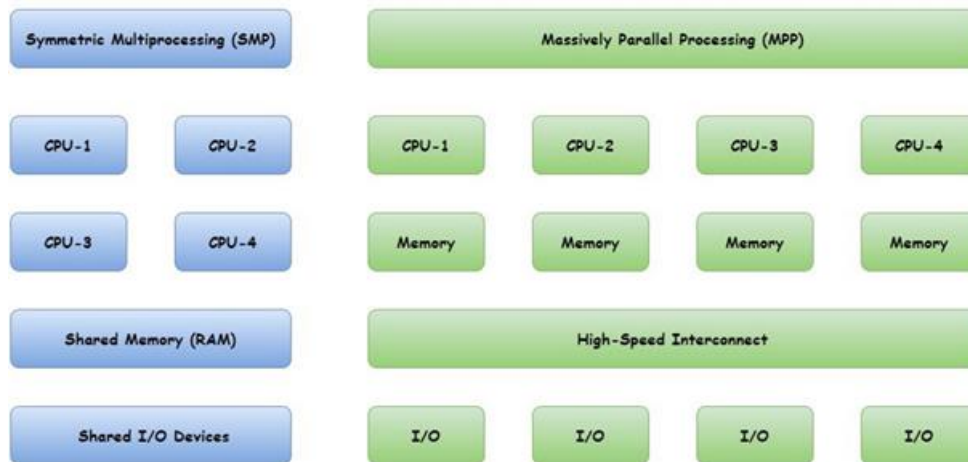 Symmetric Multiprocessing (SMP)
Massively Parallel Processing (MPP)
CPU-1
CPU-2
CPU-1
CPU-2
CPU-3
CPU-4
CPU-3
CPU-4
Memory
Memory
Memory
Memory
Shared Memory (RAM)
High-Speed Interconnect
Shared I/O Devices
I/O
I/O
I/O
I/O